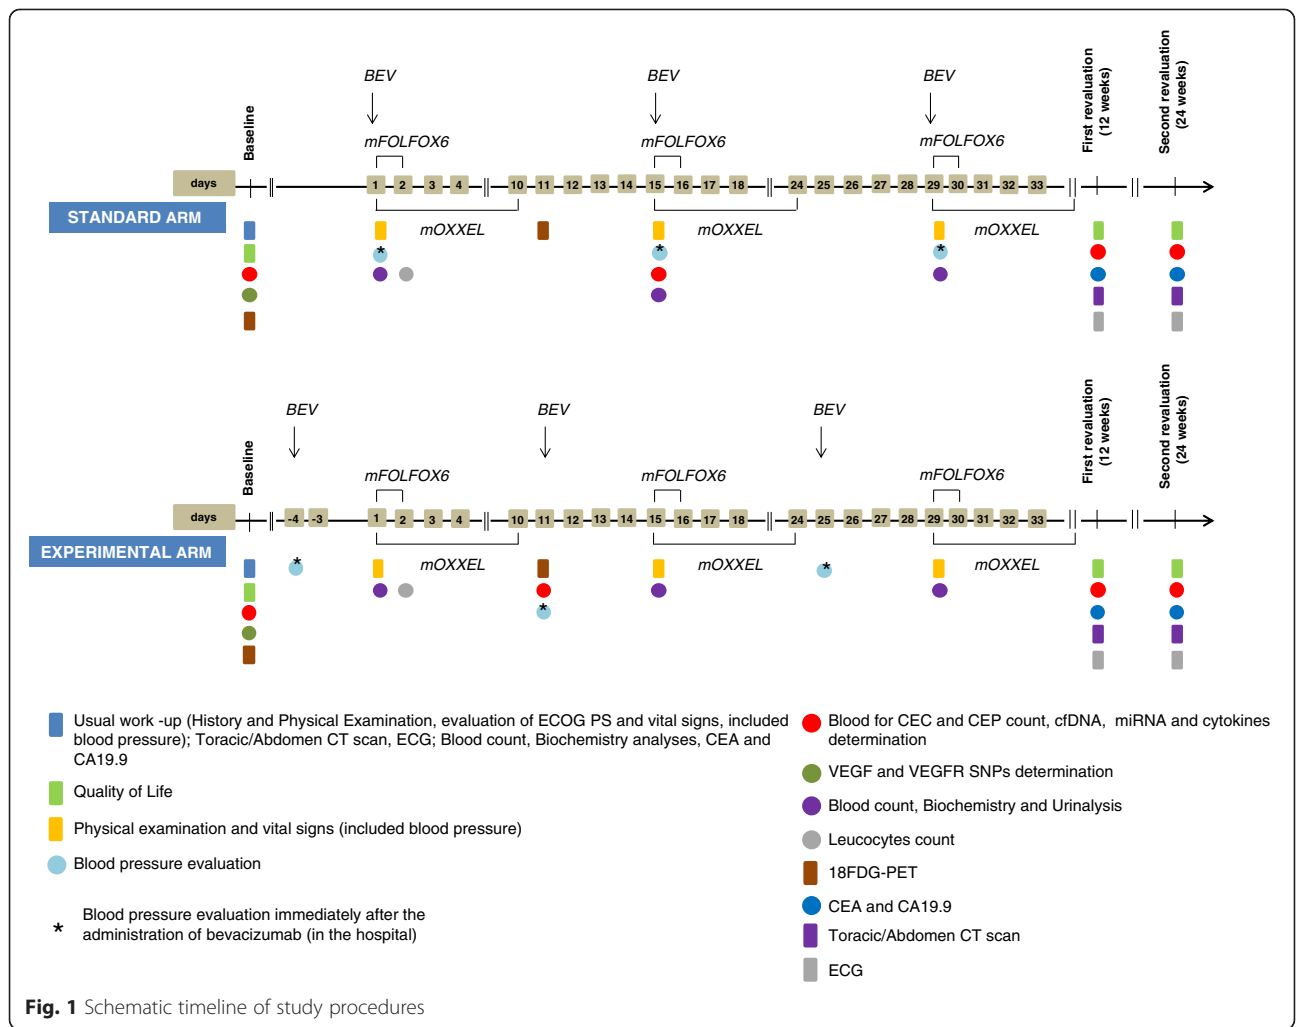 BEV BEV BEV
Baseline
First revaluation
(12 weeks)
Second revaluation
(24 weeks)
mFOLFOX6 mFOLFOX6 mFOLFOX6
days 1 2 3 4 10 11 12 13 14 15 16 17 18 24 25 26 27 28 29 30 31 32 33
STANDARD ARM
mOXXEL mOXXEL mOXXEL
* * *
BEV BEV BEV
Baseline
First revaluation
(12 weeks)
Second revaluation
(24 weeks)
mFOLFOX6 mFOLFOX6 mFOLFOX6
days -4 -3 1 2 3 4 10 11 12 13 14 15 16 17 18 24 25 26 27 28 29 30 31 32 33
EXPERIMENTAL ARM
mOXXEL mOXXEL mOXXEL
* * *
Usual work -up (History and Physical Examination, evaluation of ECOG PS and vital signs, included
blood pressure); Toracic/Abdomen CT scan, ECG; Blood count, Biochemistry analyses, CEA and
CA19.9
Quality of Life
Physical examination and vital signs (included blood pressure)
Blood pressure evaluation
* Blood pressure evaluation immediately after the
administration of bevacizumab (in the hospital)
Blood for CEC and CEP count, cfDNA, miRNA and cytokines
determination
VEGF and VEGFR SNPs determination
Blood count, Biochemistry and Urinalysis
Leucocytes count
18FDG-PET
CEA and CA19.9
Toracic/Abdomen CT scan
ECG
Fig. 1 Schematic timeline of study procedures